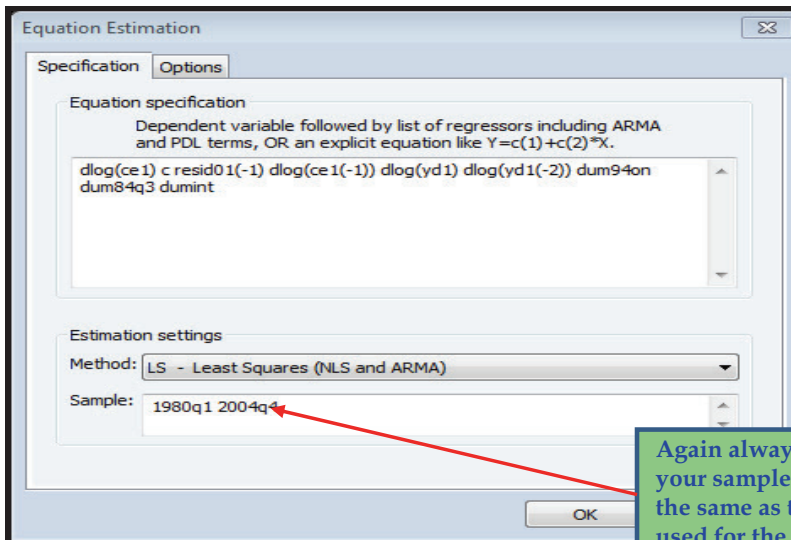 Equation Estimation
Specification Options
Equation specification
Dependent variable followed by list of regressors including ARMA
and PDL terms, OR an explicit equation like Y=c(1)+c(2)*X.
dlog(ce1) c resid01(-1) dlog(ce1(-1)) dlog(yd1) dlog(yd1(-2)) dum94on
dum84q3 dumint
Estimation settings
Method: LS - Least Squares (NLS and ARMA)
Sample: 1980q1 2004q4
OK
Again alway
your sample
the same as t
used for the